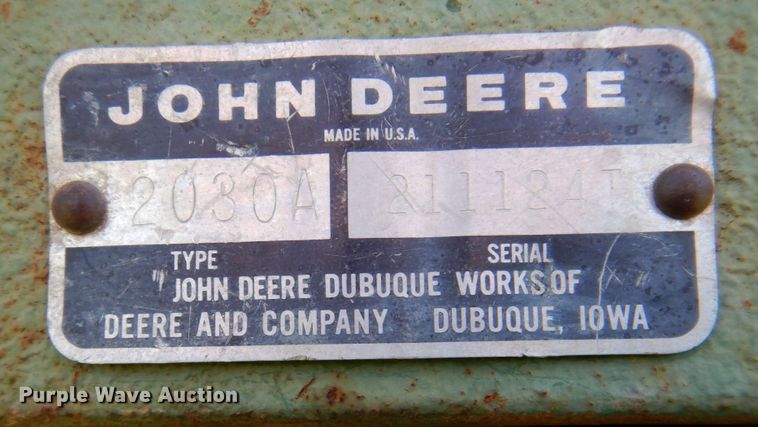 JOHN DEERE
MADE IN U.S.A.
2030A 211124T
TYPE SERIAL
JOHN DEERE DUBUQUE WORKS OF
DEERE AND COMPANY DUBUQUE, IOWA
Purple Wave Auction